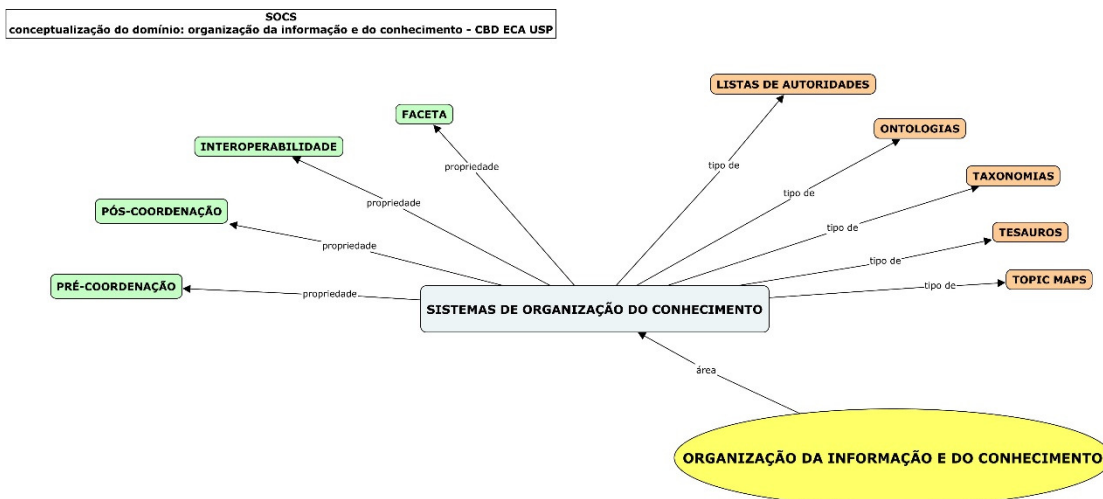 SOCS
conceptualização do domínio: organização da informação e do conhecimento - CBD ECA USP
LISTAS DE AUTORIDADES
FACETA
ONTOLOGIAS
INTEROPERABILIDADE
propriedade
tipo de
TAXONOMIAS
tipo de
propriedade
PÓS-COORDENAÇÃO
tipo de
TESAUROS
propriedade
tipo de
PRÉ-COORDENAÇÃO
propriedade
tipo de
TOPIC MAPS
SISTEMAS DE ORGANIZAÇÃO DO CONHECIMENTO
área
ORGANIZAÇÃO DA INFORMAÇÃO E DO CONHECIMENTO